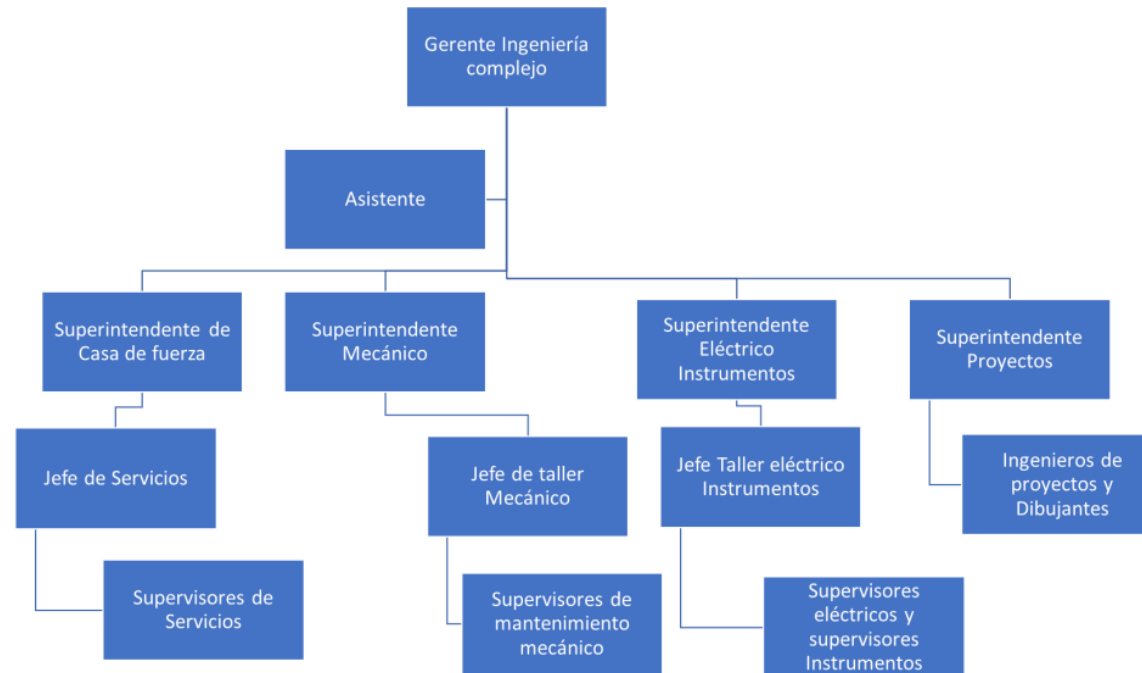 Gerente Ingeniería
complejo
Asistente
Superintendente de
Casa de fuerza
Superintendente
Mecánico
Superintendente
Eléctrico
Instrumentos
Superintendente
Proyectos
Jefe de Servicios
Jefe de taller
Mecánico
Jefe Taller eléctrico
Instrumentos
Ingenieros de
proyectos y
Dibujantes
Supervisores de
Servicios
Supervisores de
mantenimiento
mecánico
Supervisores
eléctricos y
supervisores
Instrumentos